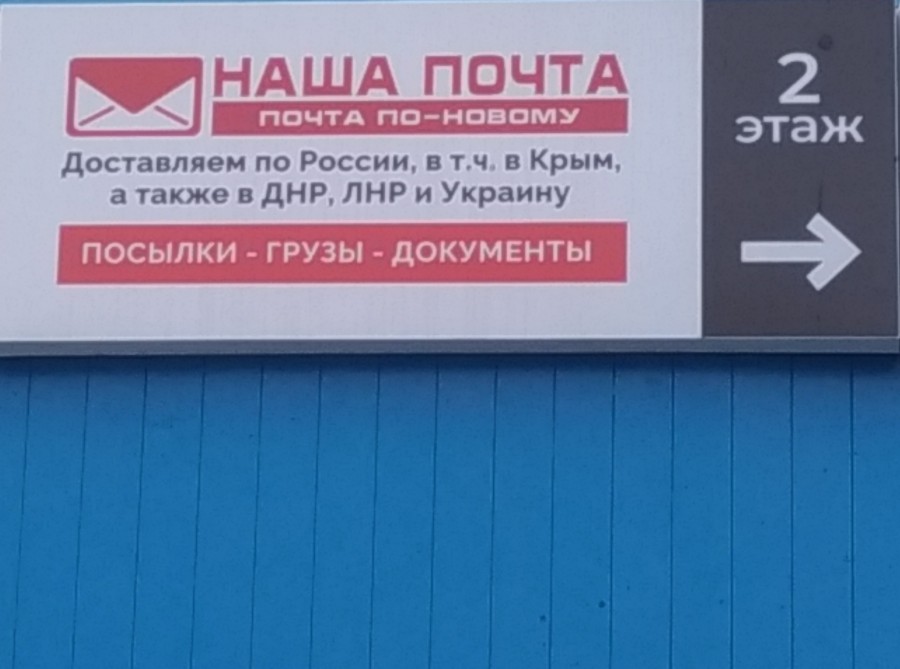 НАША ПОЧТА
ПОЧТА ПО-НОВОМУ
Доставляем по России, в т.ч. в Крым,
а также в ДНР, ЛНР и Украину
ПОСЫЛКИ - ГРУЗЫ - ДОКУМЕНТЫ
2
этаж